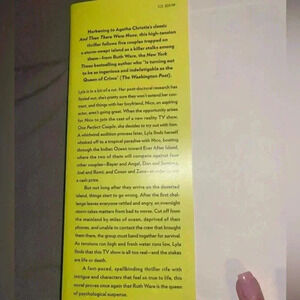 Harkening to Agatha Christie's classic
And Then There Were None, this high-tension
thriller follows five couples trapped on
a storm-swept island as a killer stalks among
them—from Ruth Ware, the New York
Times bestselling author who "is turning out
to be as ingenious and indefatigable as the
Queen of Crime" (The Washington Post).
Lyla is in a bit of a rut. Her post-doctoral research has
fizzled out, she's pretty sure they won't extend her con-
tract, and things with her boyfriend, Nico, an aspiring
actor, aren't going great. When the opportunity arises
for Nico to join the cast of a new reality TV show,
One Perfect Couple, she decides to try out with him.
A whirlwind audition process later, Lyla finds herself
whisked off to a tropical paradise with Nico, boating
through the Indian Ocean toward Ever After Island,
where the two of them will compete against four
other couples—Bayer and Angel, Dan and Santana,
Joel and Romi, and Conor and Zana—in order to win
a cash prize.
But not long after they arrive on the deserted
island, things start to go wrong. After the first chal-
lenge leaves everyone rattled and angry, an overnight
storm takes matters from bad to worse. Cut off from
the mainland by miles of ocean, deprived of their
phones, and unable to contact the crew that brought
them there, the group must band together for survival.
As tensions run high and fresh water runs low, Lyla
finds that this TV show is all too real—and the stakes
are life or death.
A fast-paced, spellbinding thriller rife with
intrigue and characters that feel so true to life, this
novel proves once again that Ruth Ware is the queen
of psychological suspense.